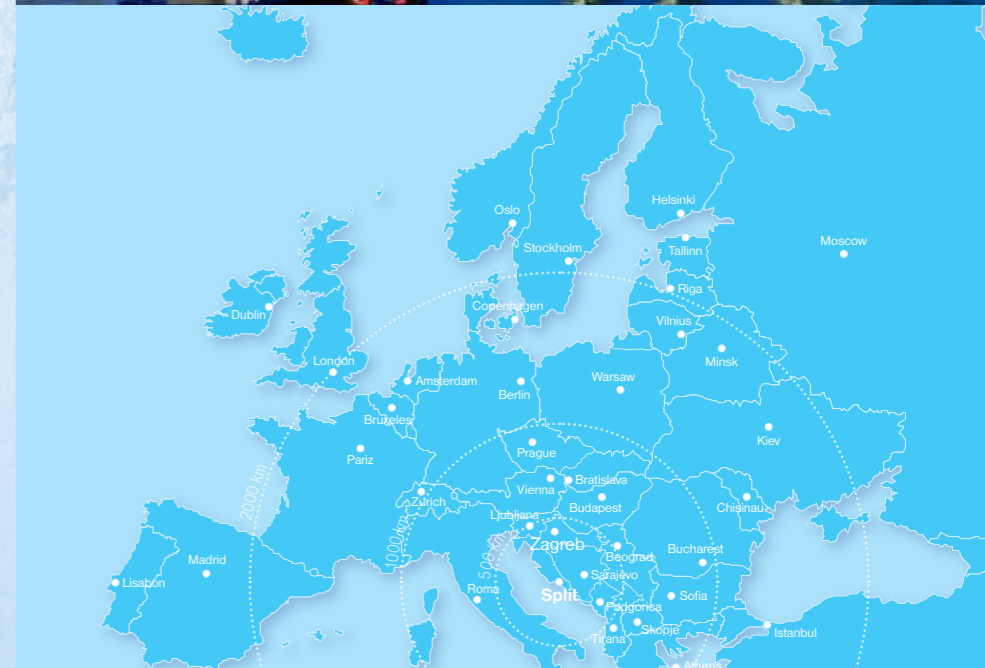 Oslo
Helsinki
Stockholm
Tallinn
Moscow
Riga
Copenhagen
Dublin
Vilnius
London
Minsk
Amsterdam
Berlin
Warsaw
Bruxeles
Kiev
Pariz
Prague
Vienna
Bratislava
Zurich
2000 km
Budapest
Chisinau
Ljubljana
1000 km
Zagreb
500 km
Beograd
Bucharest
Madrid
Lisabon
Sarajevo
Roma
Split
Sofia
Podgorica
Tirana
Skopje
Istanbul
Athens